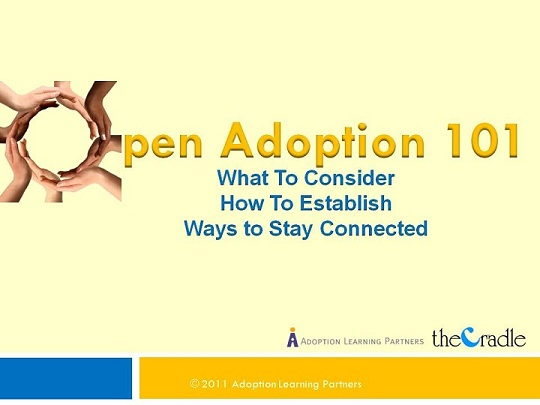 pen Adoption 101
What To Consider
How To Establish
Ways to Stay Connected
ADOPTION LEARNING PARTNERS theCradle
© 2011 Adoption Learning Partners